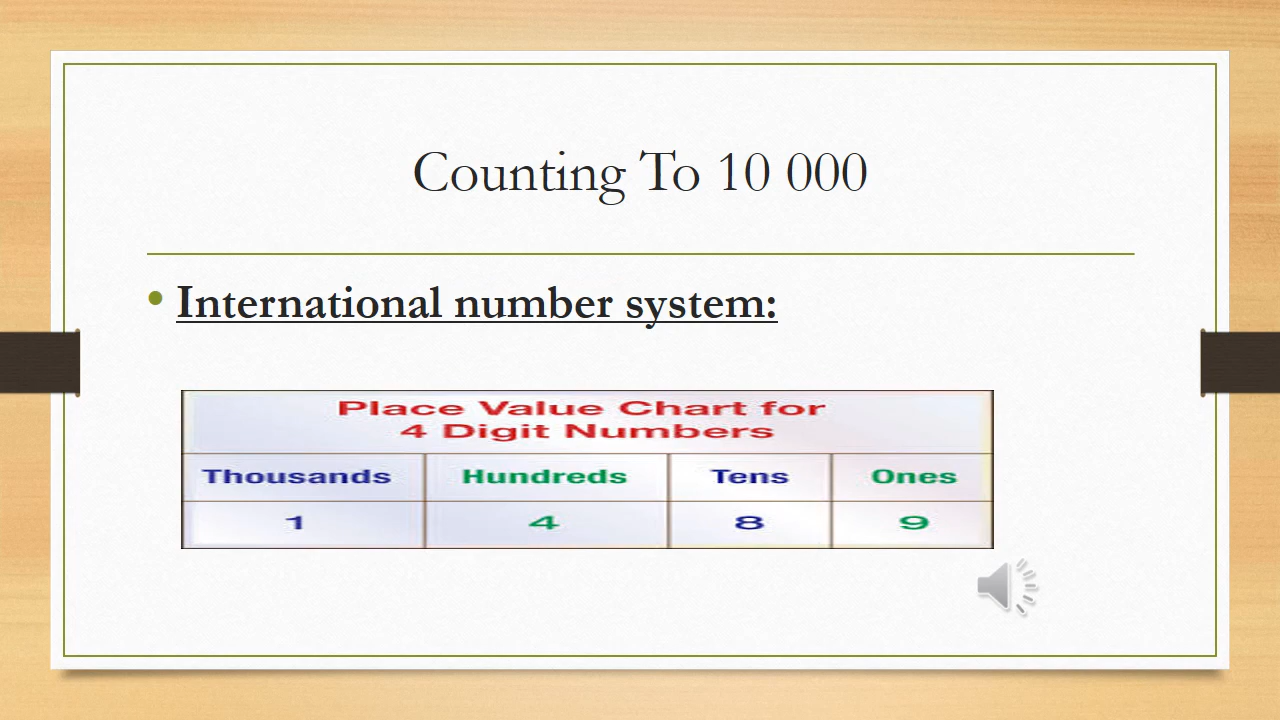 Counting To 10 000
• International number system:
Place Value Chart for
4 Digit Numbers
Thousands Hundreds Tens Ones
1 4 8 9